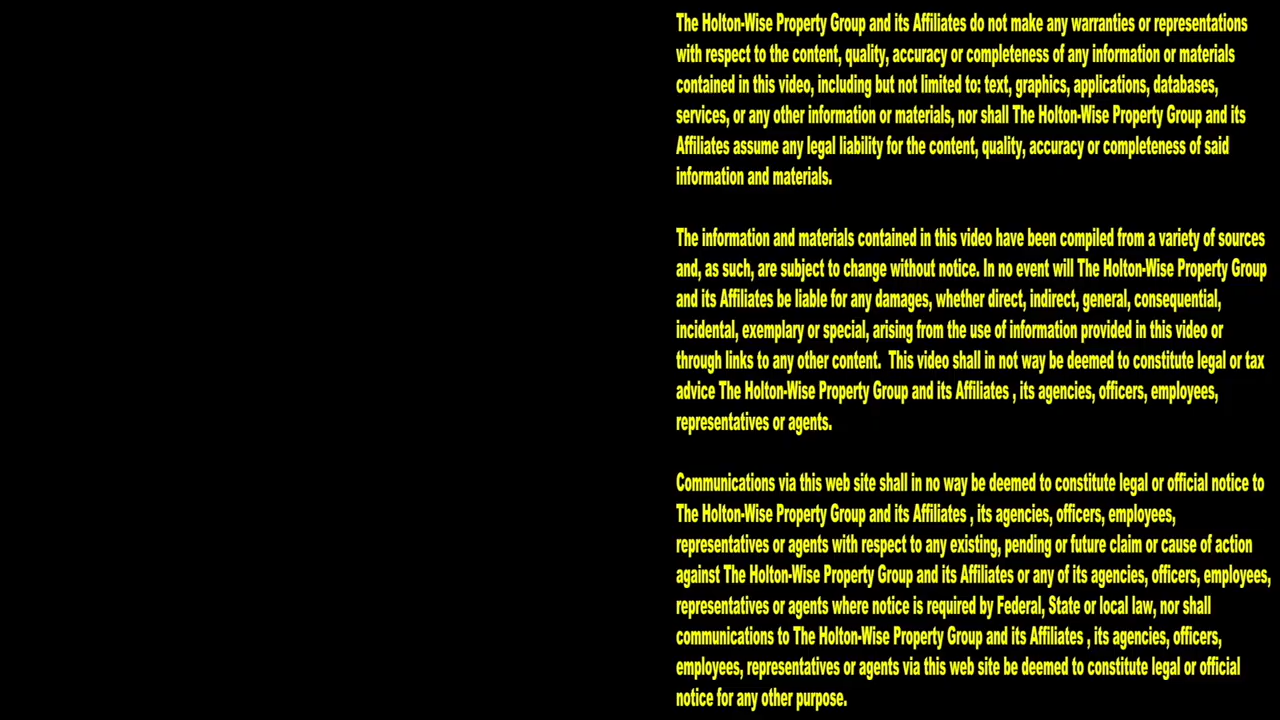 The Holton-Wise Property Group and its Affiliates do not make any warranties or representations
with respect to the content, quality, accuracy or completeness of any information or materials
contained in this video, including but not limited to: text, graphics, applications, databases,
services, or any other information or materials, nor shall The Holton-Wise Property Group and its
Affiliates assume any legal liability for the content, quality, accuracy or completeness of said
information and materials.
The information and materials contained in this video have been compiled from a variety of sources
and, as such, are subject to change without notice. In no event will The Holton-Wise Property Group
and its Affiliates be liable for any damages, whether direct, indirect, general, consequential,
incidental, exemplary or special, arising from the use of information provided in this video or
through links to any other content.  This video shall in not way be deemed to constitute legal or tax
advice The Holton-Wise Property Group and its Affiliates , its agencies, officers, employees,
representatives or agents.
Communications via this web site shall in no way be deemed to constitute legal or official notice to
The Holton-Wise Property Group and its Affiliates , its agencies, officers, employees,
representatives or agents with respect to any existing, pending or future claim or cause of action
against The Holton-Wise Property Group and its Affiliates or any of its agencies, officers, employees,
representatives or agents where notice is required by Federal, State or local law, nor shall
communications to The Holton-Wise Property Group and its Affiliates , its agencies, officers,
employees, representatives or agents via this web site be deemed to constitute legal or official
notice for any other purpose.